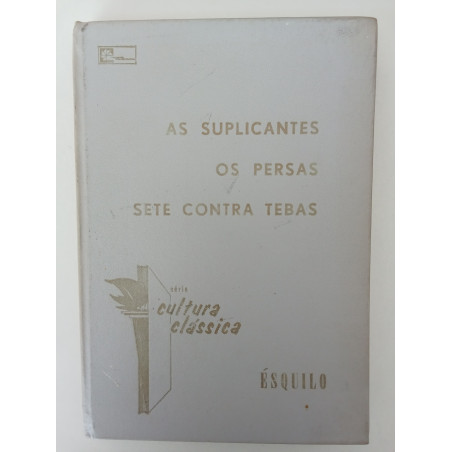 AS SUPLICANTES
OS PERSAS
SETE CONTRA TEBAS
série
cultura
clássica
ÉSQUILO